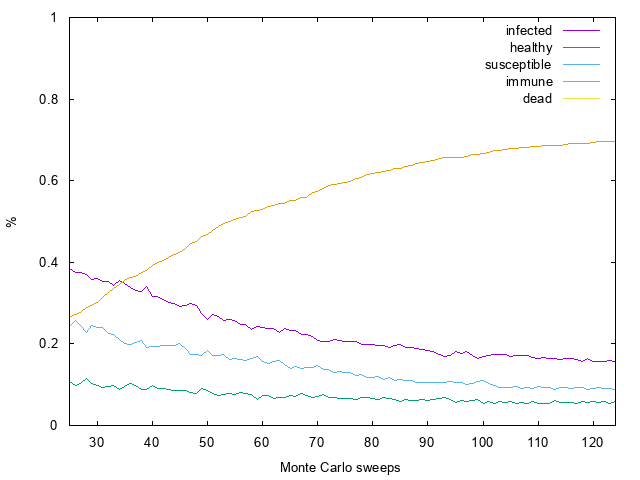 1
0.8
0.6
0.4
0.2
0
%
infected
healthy
susceptible
immune
dead
30 40 50 60 70 80 90 100 110 120
Monte Carlo sweeps